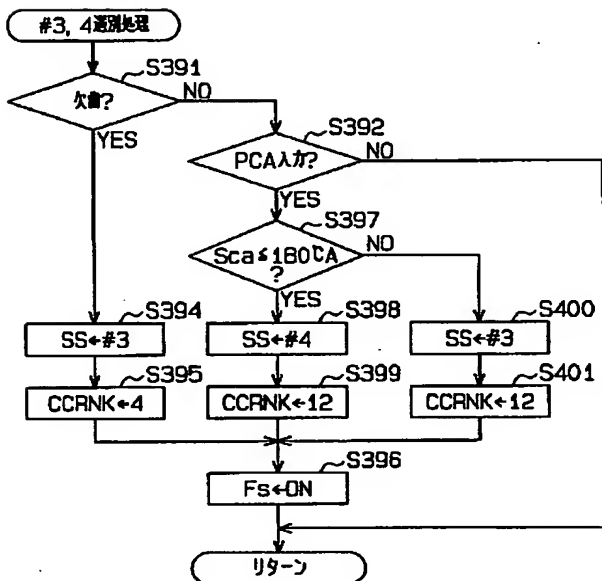 #3, 4選別処理
S391
欠歯?
NO
YES
S392
PCA入力?
NO
YES
S397
Sca≦180℃A
?
NO
YES
S394
SS←#3
S398
SS←#4
S400
SS←#3
S395
CCRNK←4
S399
CCRNK←12
S401
CCRNK←12
S396
Fs←ON
リターン